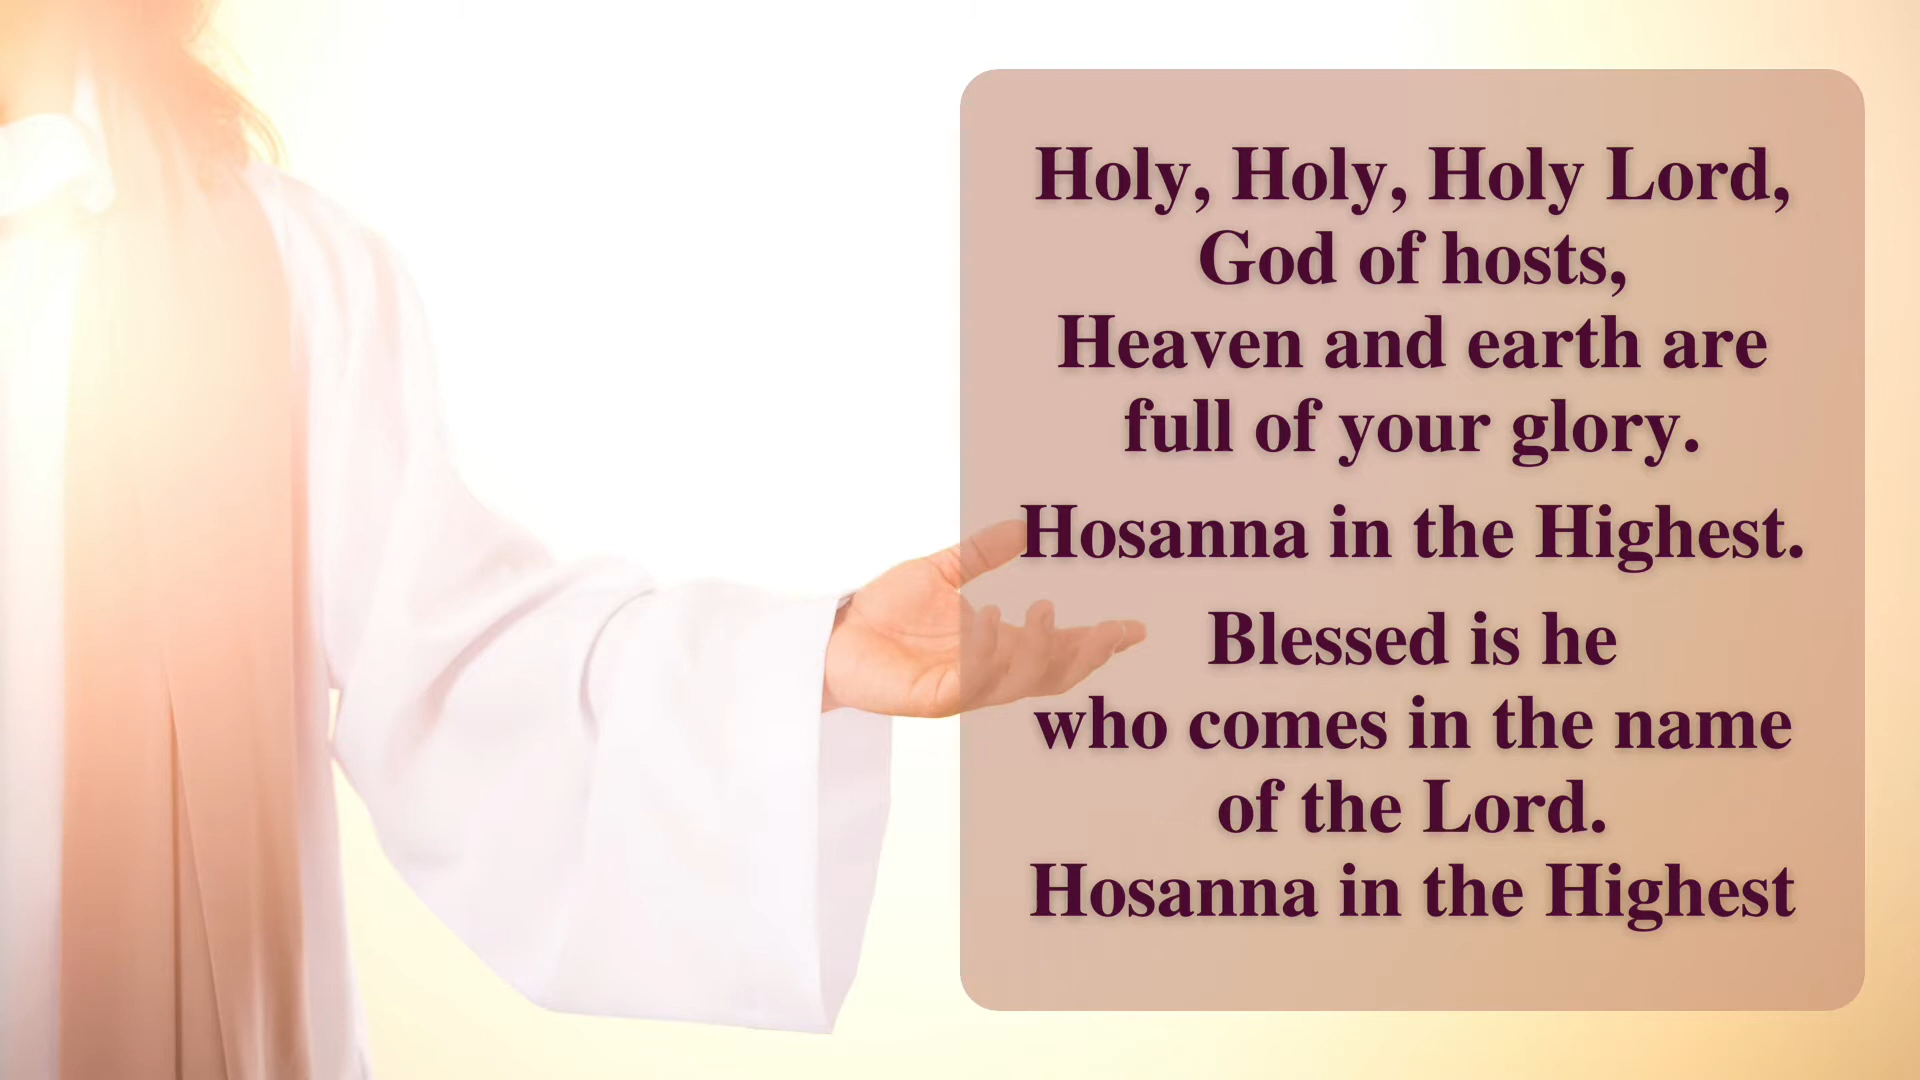 Holy, Holy, Holy Lord,
God of hosts,
Heaven and earth are
full of your glory.
Hosanna in the Highest.
Blessed is he
who comes in the name
of the Lord.
Hosanna in the Highest